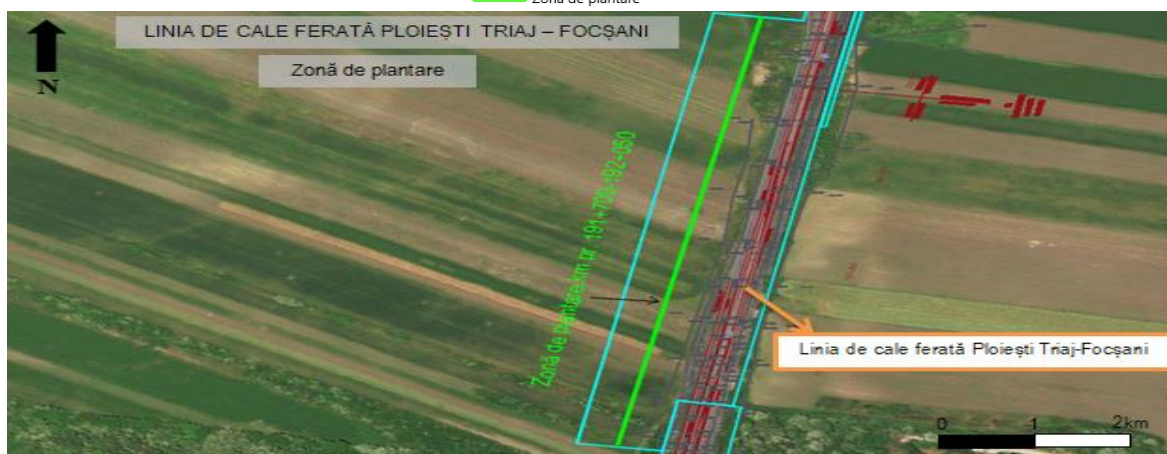 Zonă de plantare
LINIA DE CALE FERATĂ PLOIEȘTI TRIAJ – FOCȘANI
Zonă de plantare
N
Zonă de plantare km pr. 191+700-192+050
Linia de cale ferată Ploiești Triaj-Focșani
0 1 2km